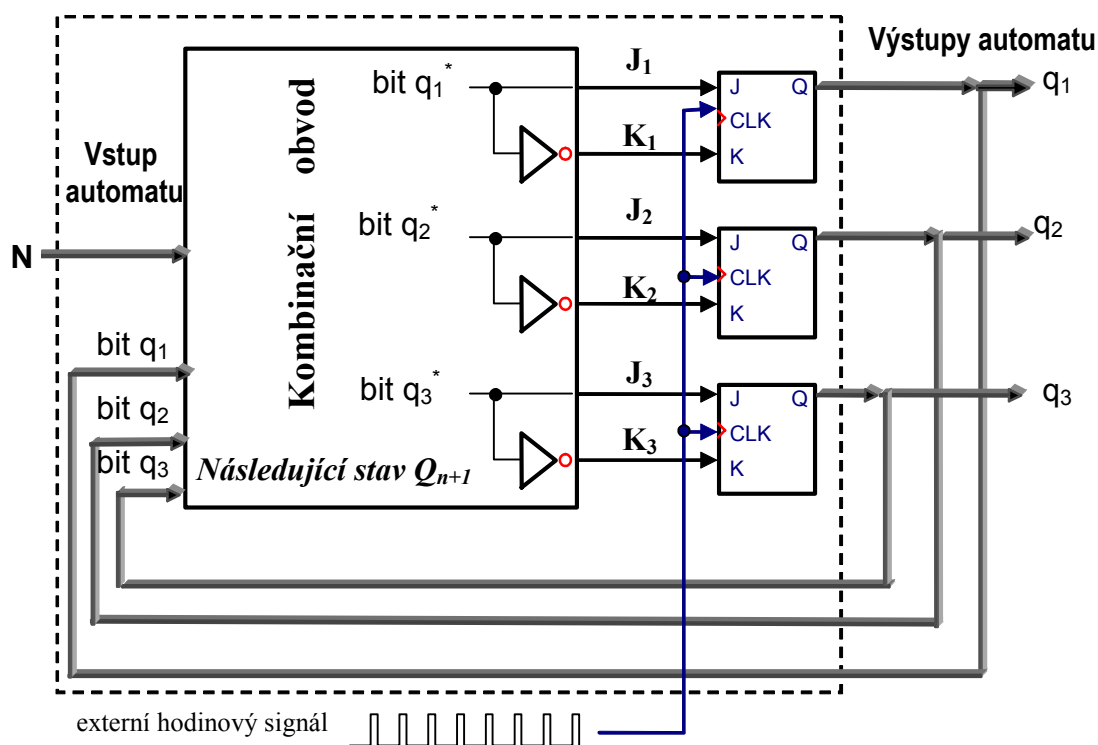 Výstupy automatu
Vstup
automatu
N
bit q1
bit q2
bit q3
Kombinační obvod
bit q1*
bit q2*
bit q3*
Následující stav Qn+1
J1
K1
J2
K2
J3
K3
J Q
CLK
K
J Q
CLK
K
J Q
CLK
K
q1
q2
q3
externí hodinový signál